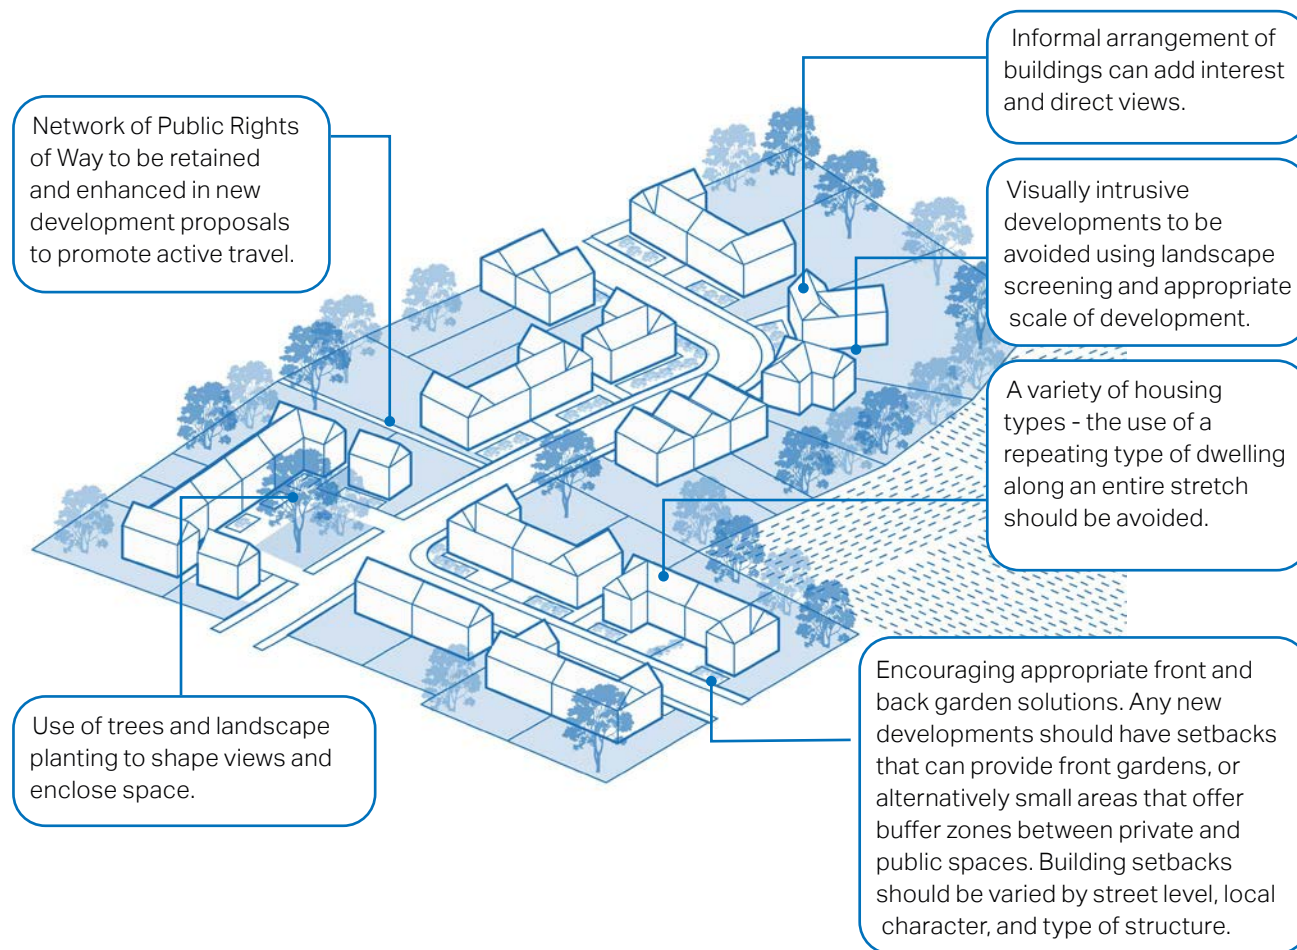 Informal arrangement of
buildings can add interest
and direct views.
Network of Public Rights
of Way to be retained
and enhanced in new
development proposals
to promote active travel.
Visually intrusive
developments to be
avoided using landscape
screening and appropriate
scale of development.
A variety of housing
types - the use of a
repeating type of dwelling
along an entire stretch
should be avoided.
Use of trees and landscape
planting to shape views and
enclose space.
Encouraging appropriate front and
back garden solutions. Any new
developments should have setbacks
that can provide front gardens, or
alternatively small areas that offer
buffer zones between private and
public spaces. Building setbacks
should be varied by street level, local
character, and type of structure.